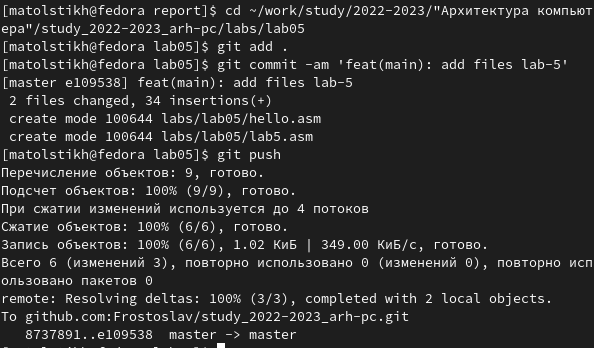 [matolstikh@fedora report]$ cd ~/work/study/2022-2023/"Архитектура компьют
ера"/study_2022-2023_arh-pc/labs/lab05
[matolstikh@fedora lab05]$ git add .
[matolstikh@fedora lab05]$ git commit -am 'feat(main): add files lab-5'
[master e109538] feat(main): add files lab-5
 2 files changed, 34 insertions(+)
 create mode 100644 labs/lab05/hello.asm
 create mode 100644 labs/lab05/lab5.asm
[matolstikh@fedora lab05]$ git push
Перечисление объектов: 9, готово.
Подсчет объектов: 100% (9/9), готово.
При сжатии изменений используется до 4 потоков
Сжатие объектов: 100% (6/6), готово.
Запись объектов: 100% (6/6), 1.02 КиБ | 349.00 КиБ/с, готово.
Всего 6 (изменений 3), повторно использовано 0 (изменений 0), повторно исп
ользовано пакетов 0
remote: Resolving deltas: 100% (3/3), completed with 2 local objects.
To github.com:Frostoslav/study_2022-2023_arh-pc.git
   8737891..e109538  master -> master
[matolstikh@fedora lab05]$